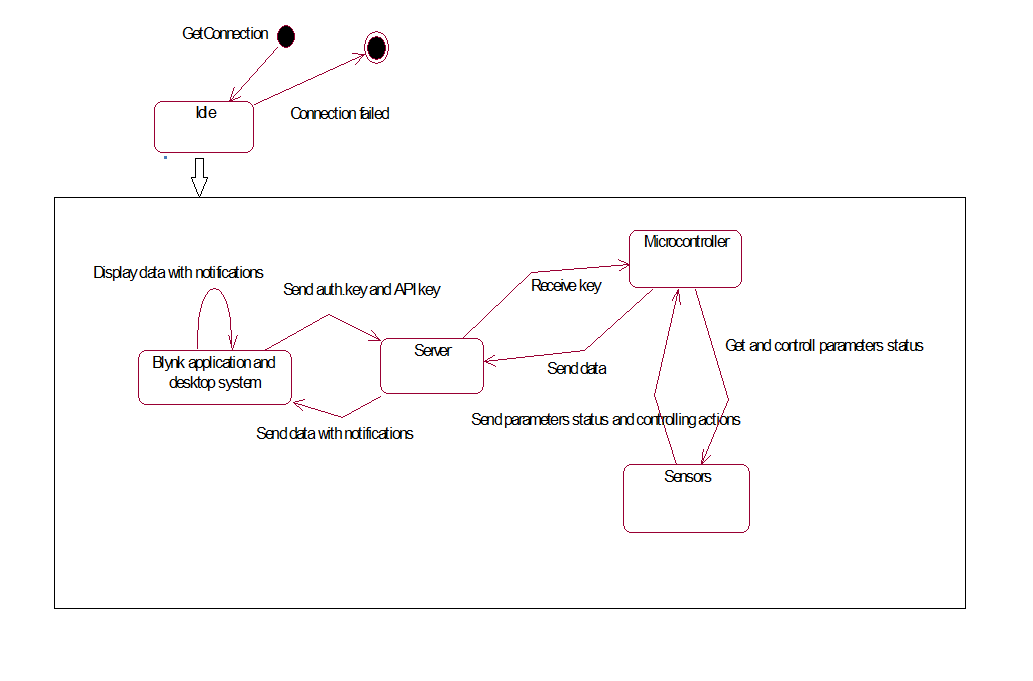 GetConnection
Connection failed
Idle
Microcontroller
Display data with notifications
Send auth.key and API key
Receive key
Server
Get and controll parameters status
Blynk application and
desktop system
Send data
Send data with notifications
Send parameters status and controlling actions
Sensors